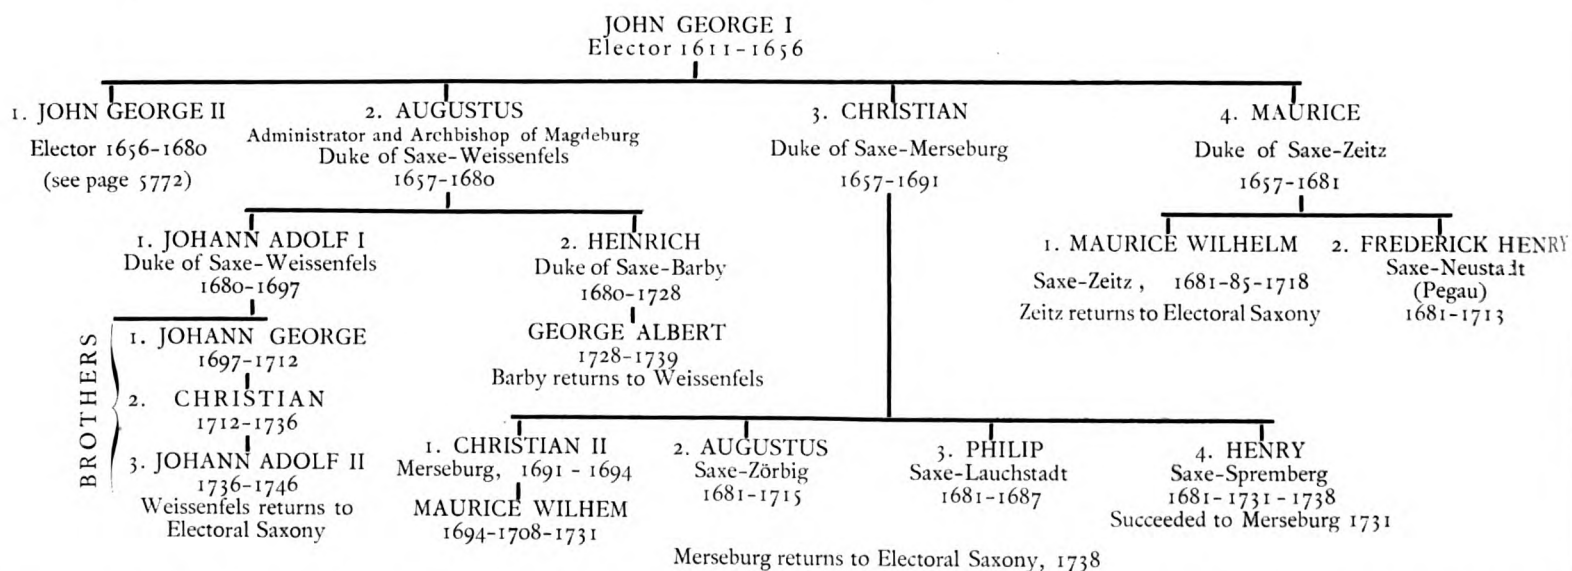 JOHN GEORGE I
Elector 1611-1656
1. JOHN GEORGE II
Elector 1656-1680
(see page 5772)
2. AUGUSTUS
Administrator and Archbishop of Magdeburg
Duke of Saxe-Weissenfels
1657-1680
3. CHRISTIAN
Duke of Saxe-Merseburg
1657-1691
4. MAURICE
Duke of Saxe-Zeitz
1657-1681
1. JOHANN ADOLF I
Duke of Saxe-Weissenfels
1680-1697
2. HEINRICH
Duke of Saxe-Barby
1680-1728
GEORGE ALBERT
1728-1739
Barby returns to Weissenfels
1. MAURICE WILHELM
Saxe-Zeitz, 1681-85-1718
Zeitz returns to Electoral Saxony
2. FREDERICK HENRY
Saxe-Neustadt
(Pegau)
1681-1713
BROTHERS
1. JOHANN GEORGE
1697-1712
2. CHRISTIAN
1712-1736
3. JOHANN ADOLF II
1736-1746
Weissenfels returns to
Electoral Saxony
1. CHRISTIAN II
Merseburg, 1691 - 1694
MAURICE WILHEM
1694-1708-1731
2. AUGUSTUS
Saxe-Zörbig
1681-1715
3. PHILIP
Saxe-Lauchstadt
1681-1687
4. HENRY
Saxe-Spremberg
1681-1731-1738
Succeeded to Merseburg 1731
Merseburg returns to Electoral Saxony, 1738